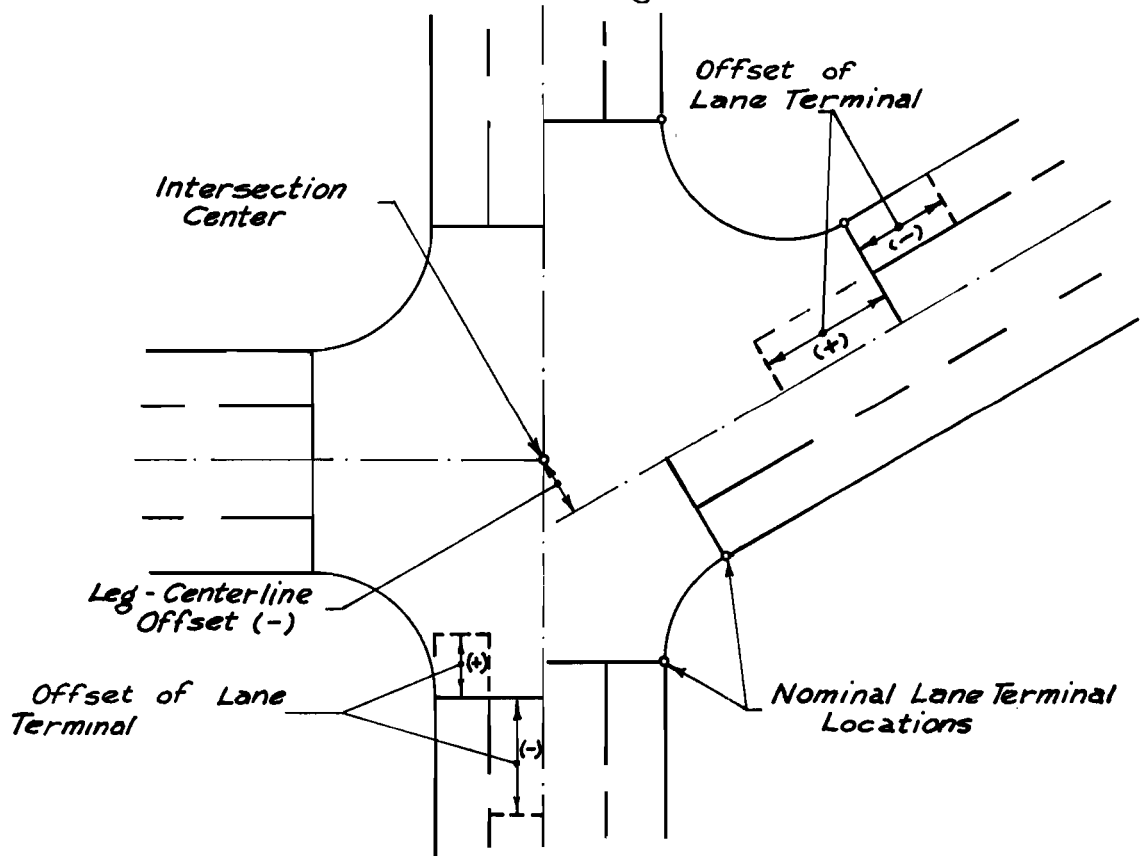 Offset of
Lane Terminal
Intersection
Center
(-)
(+)
Leg-Centerline
Offset (-)
(+)
Offset of Lane
Terminal
(-)
Nominal Lane Terminal
Locations